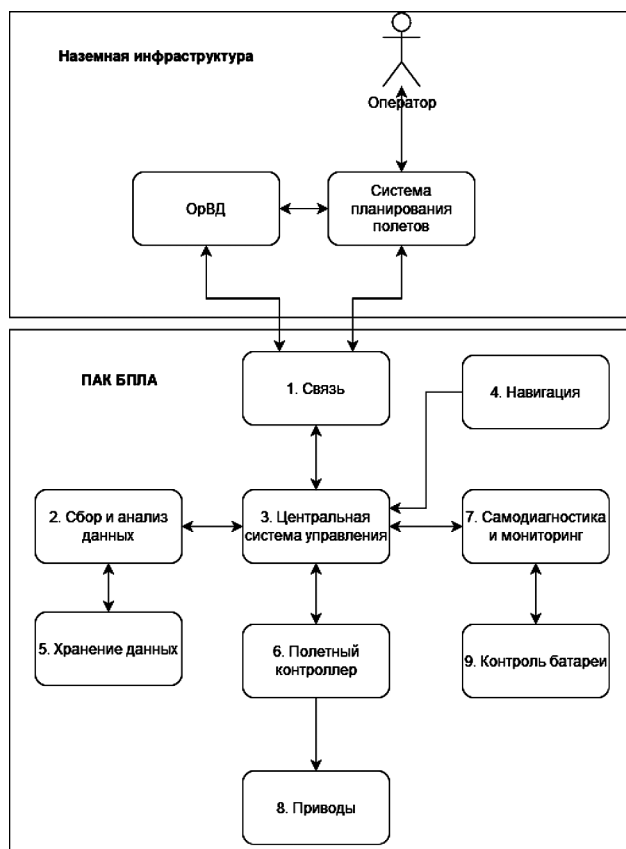 Наземная инфраструктура
Оператор
ОрВД
Система
планирования
полетов
ПАК БПЛА
1. Связь
4. Навигация
2. Сбор и анализ
данных
3. Центральная
система управления
7. Самодиагностика
и мониторинг
5. Хранение данных
6. Полетный
контроллер
9. Контроль батареи
8. Приводы